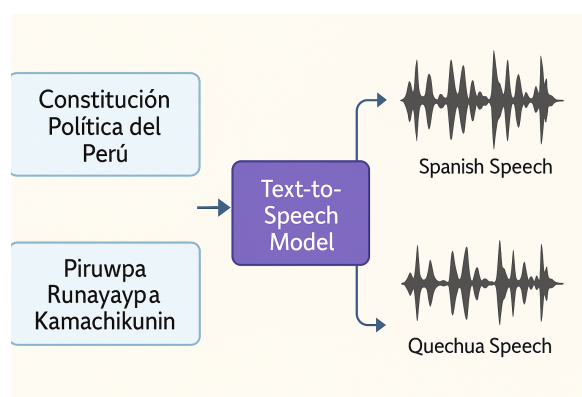 Constitución
Política del
Perú
Piruwpa
Runayaypa
Kamachikunin
Text-to-
Speech
Model
Spanish Speech
Quechua Speech